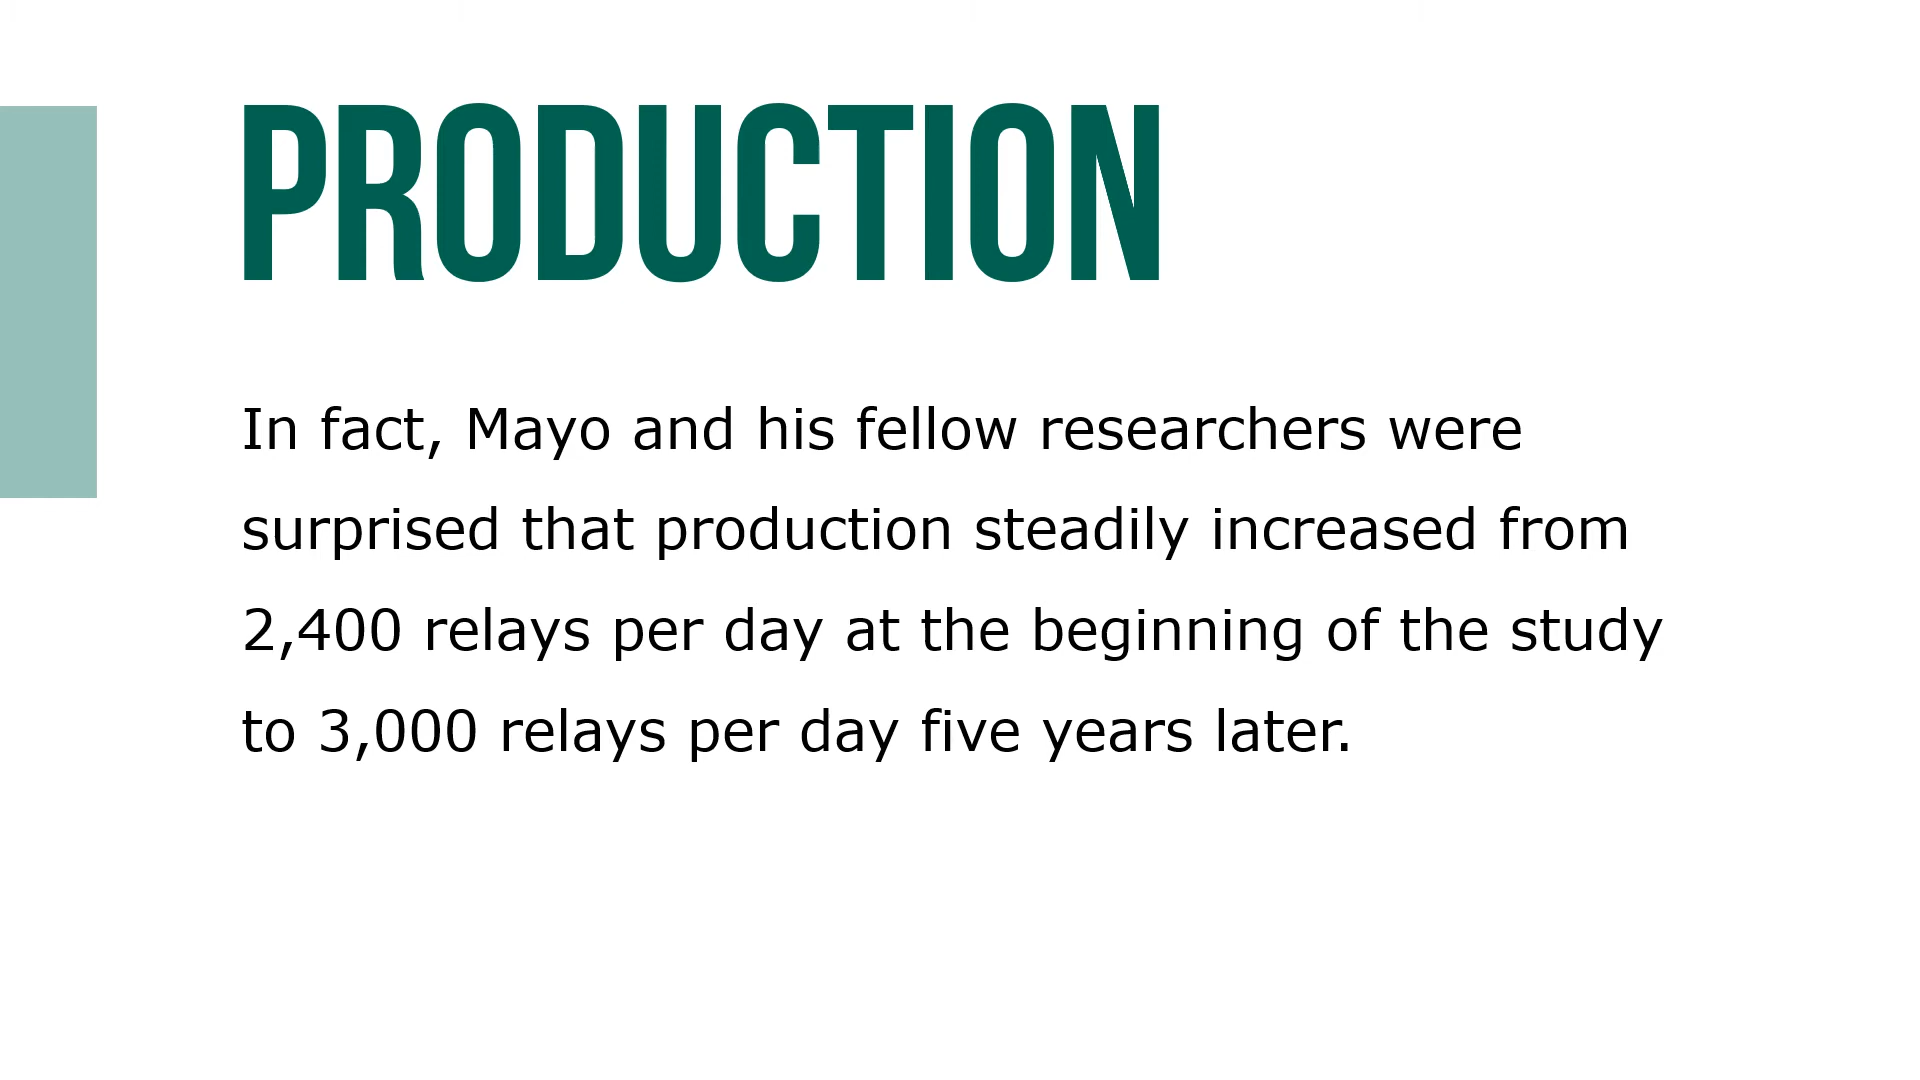 PRODUCTION
In fact, Mayo and his fellow researchers were
surprised that production steadily increased from
2,400 relays per day at the beginning of the study
to 3,000 relays per day five years later.